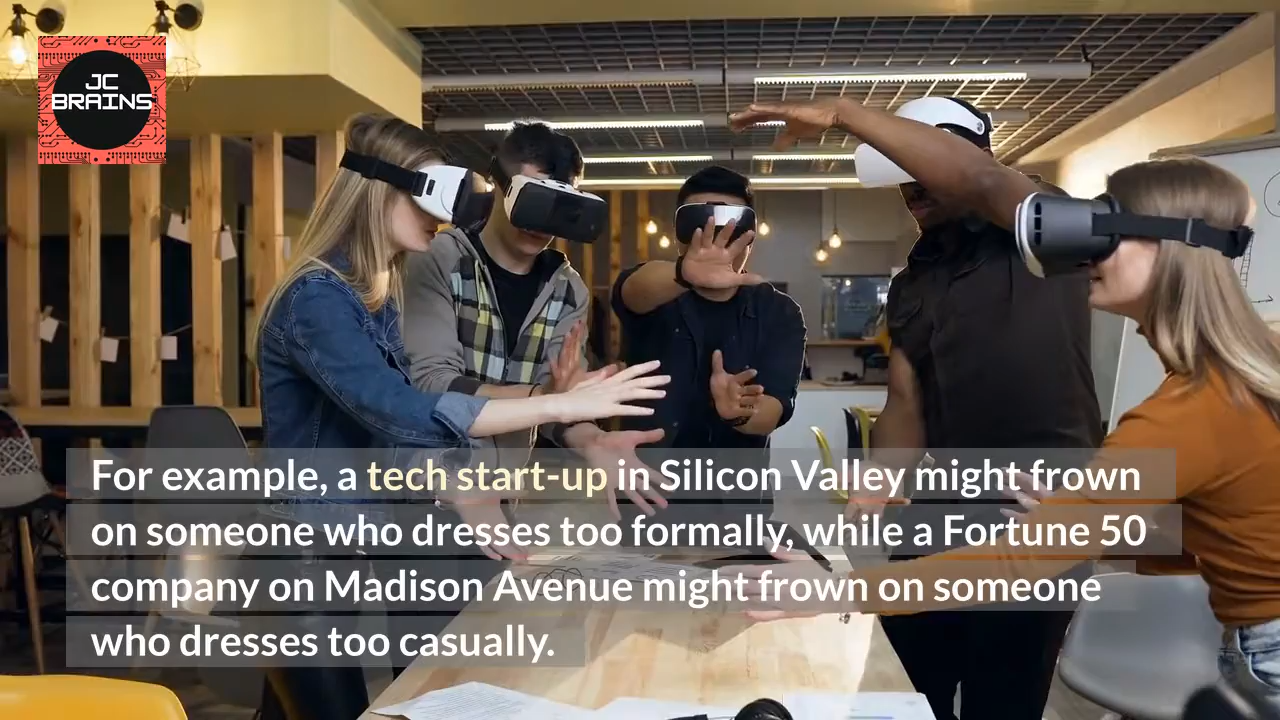 JC
BRAINS
For example, a tech start-up in Silicon Valley might frown
on someone who dresses too formally, while a Fortune 50
company on Madison Avenue might frown on someone
who dresses too casually.